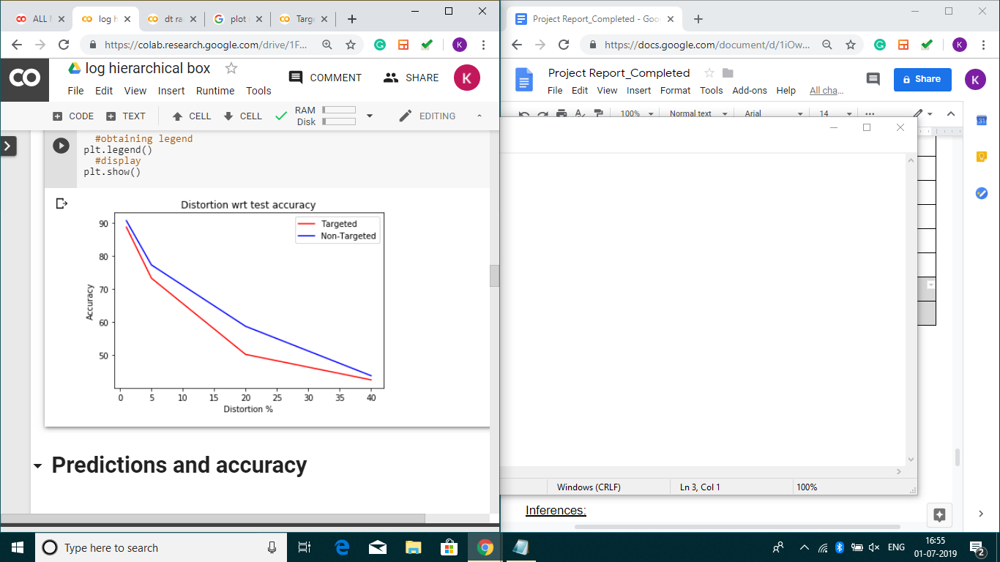 ALL
log h
dt ra
plot
Targe
https://colab.research.google.com/drive/1F...
K
CO
log hierarchical box
COMMENT
SHARE
K
File Edit View Insert Runtime Tools
CODE TEXT CELL CELL
RAM
Disk
EDITING
#obtaining legend
plt.legend()
#display
plt.show()
Distortion wrt test accuracy
Targeted
Non-Targeted
90
80
70
60
50
Accuracy
0 5 10 15 20 25 30 35 40
Distortion %
Predictions and accuracy
Project Report_Completed - Goo
https://docs.google.com/document/d/1iOw...
K
Project Report_Completed
Share
K
File Edit View Insert Format Tools Add-ons Help All cha...
100% Normal text Arial 14
31
Windows (CRLF) Ln 3, Col 1 100%
Inferences:
Type here to search
ENG
16:55
01-07-2019
2